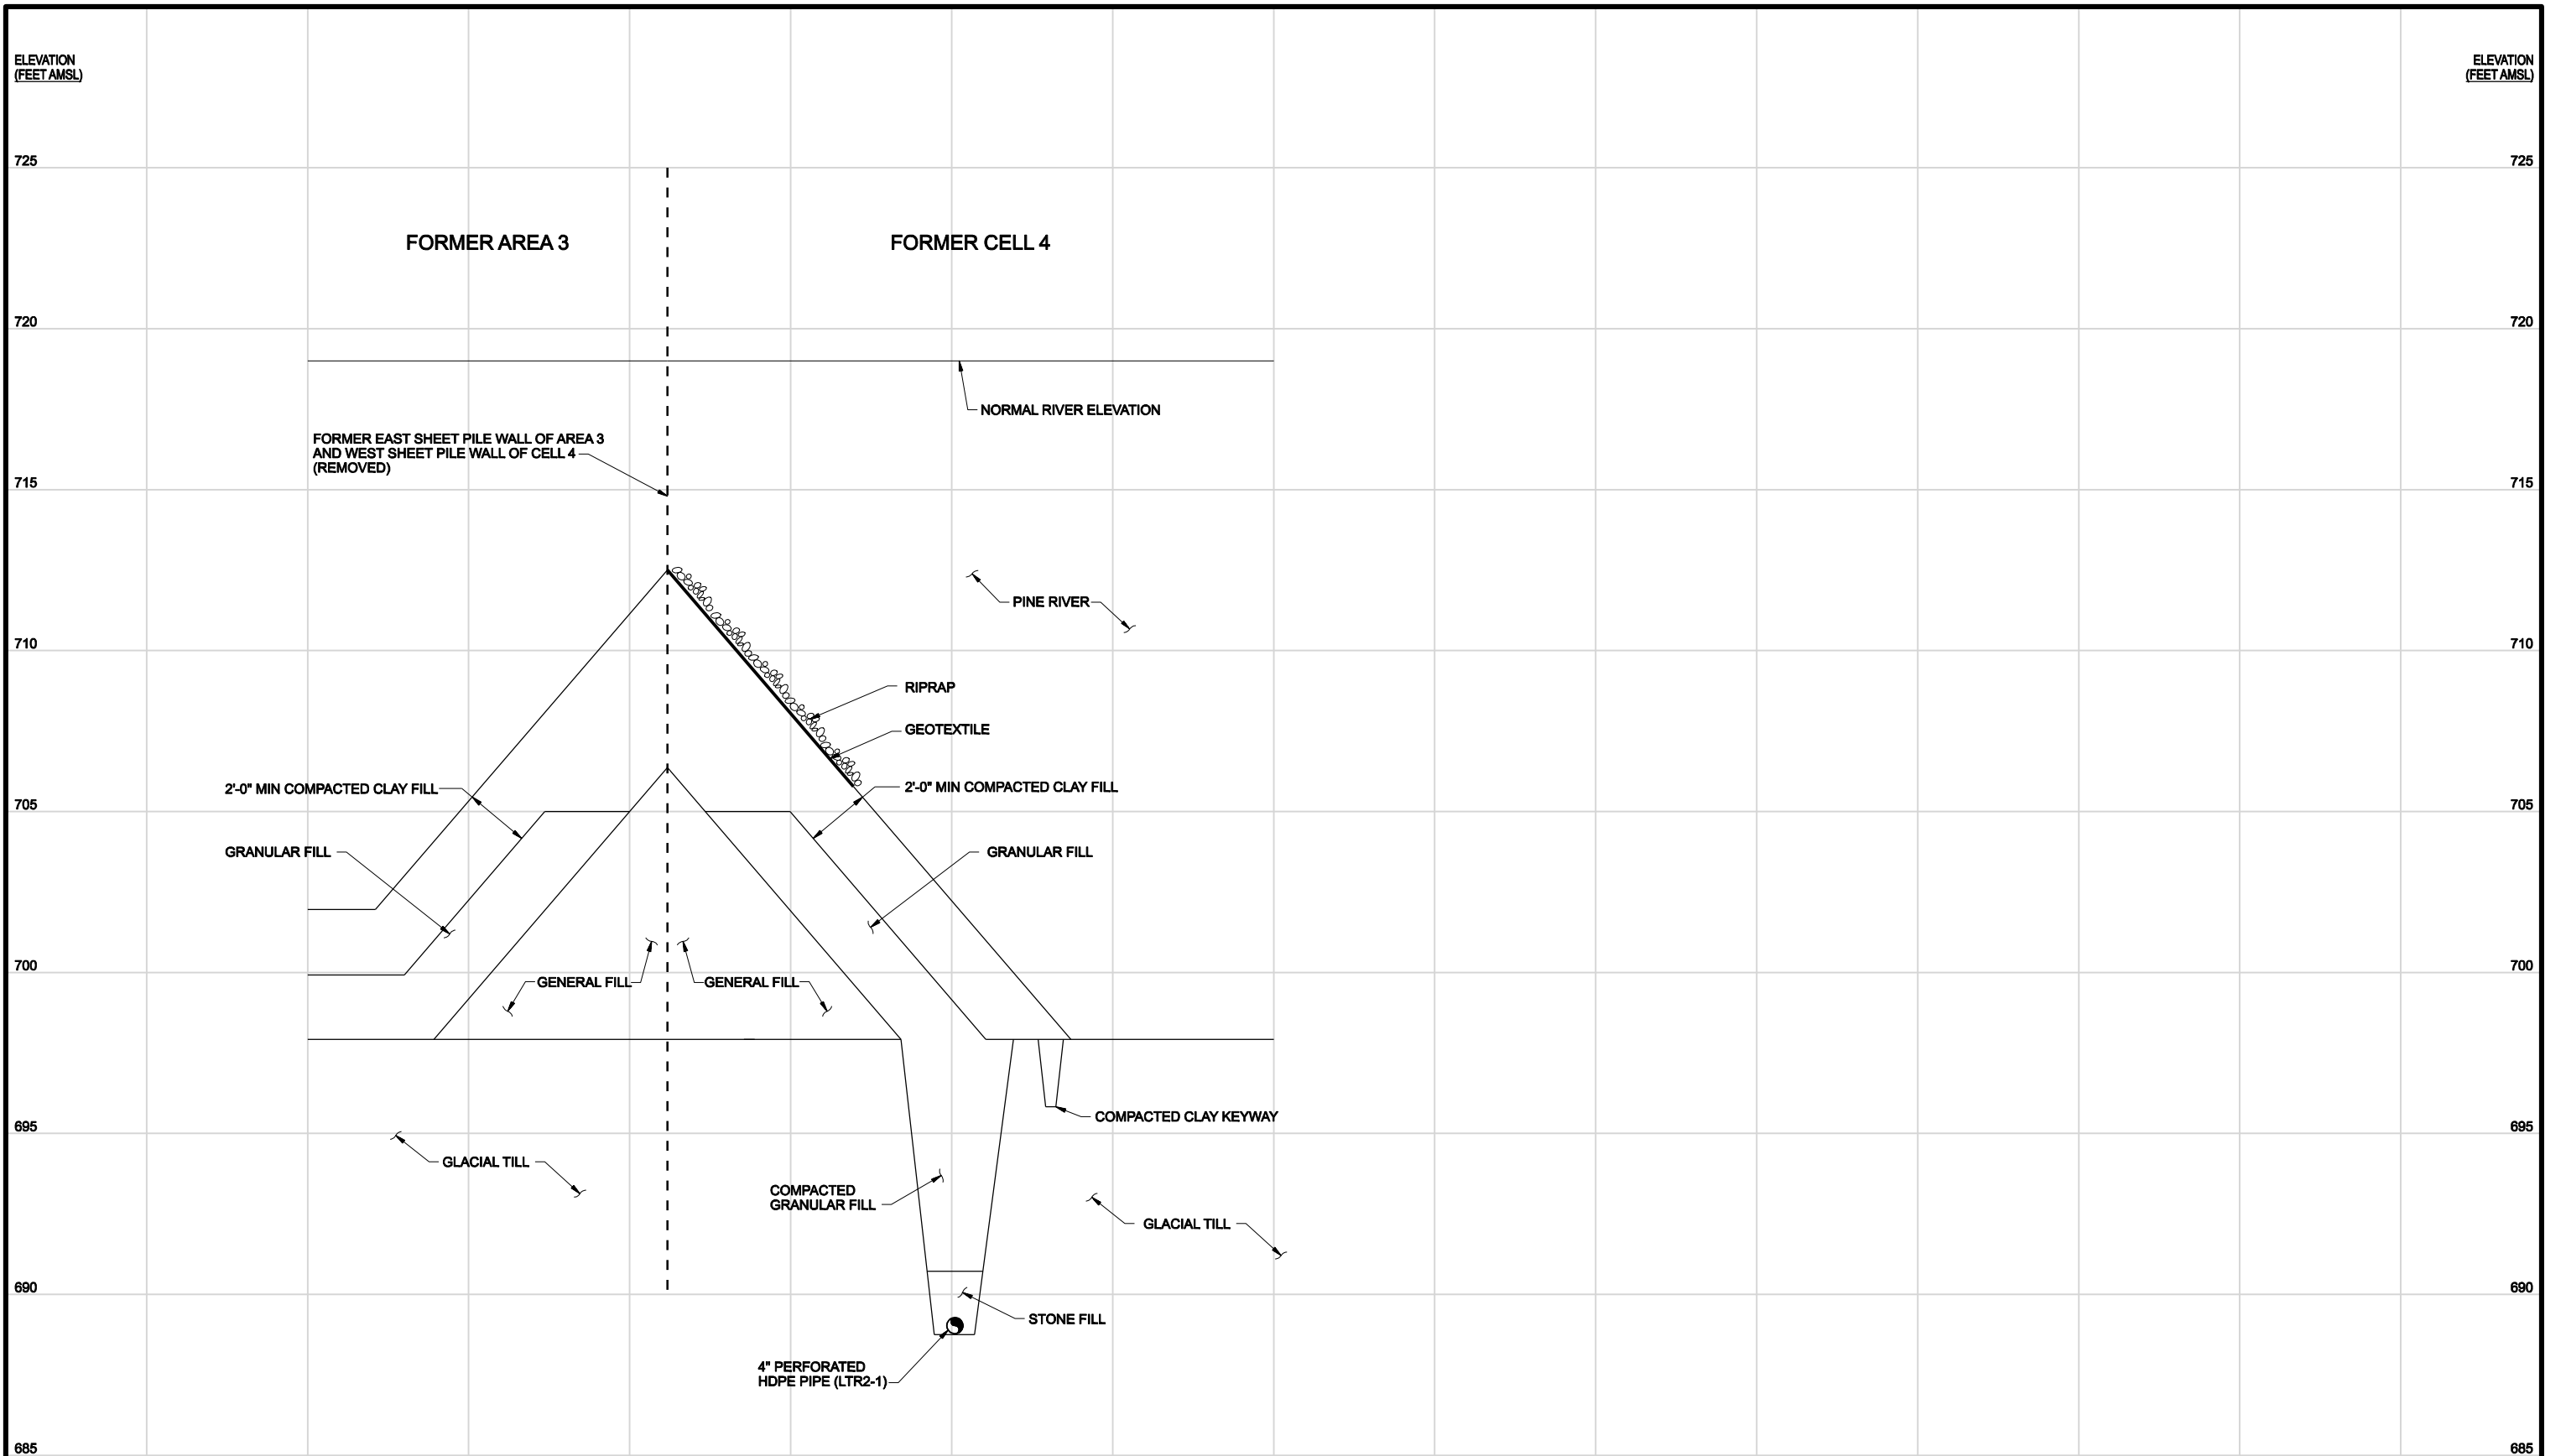 ELEVATION
(FEET AMSL)
ELEVATION
(FEET AMSL)
725
725
FORMER AREA 3
FORMER CELL 4
720
720
NORMAL RIVER ELEVATION
FORMER EAST SHEET PILE WALL OF AREA 3
AND WEST SHEET PILE WALL OF CELL 4
(REMOVED)
715
715
PINE RIVER
710
710
RIPRAP
GEOTEXTILE
2'-0" MIN COMPACTED CLAY FILL
2'-0" MIN COMPACTED CLAY FILL
705
705
GRANULAR FILL
GRANULAR FILL
700
700
GENERAL FILL
GENERAL FILL
COMPACTED CLAY KEYWAY
695
695
GLACIAL TILL
COMPACTED
GRANULAR FILL
GLACIAL TILL
690
690
STONE FILL
4" PERFORATED
HDPE PIPE (LTR2-1)
685
685